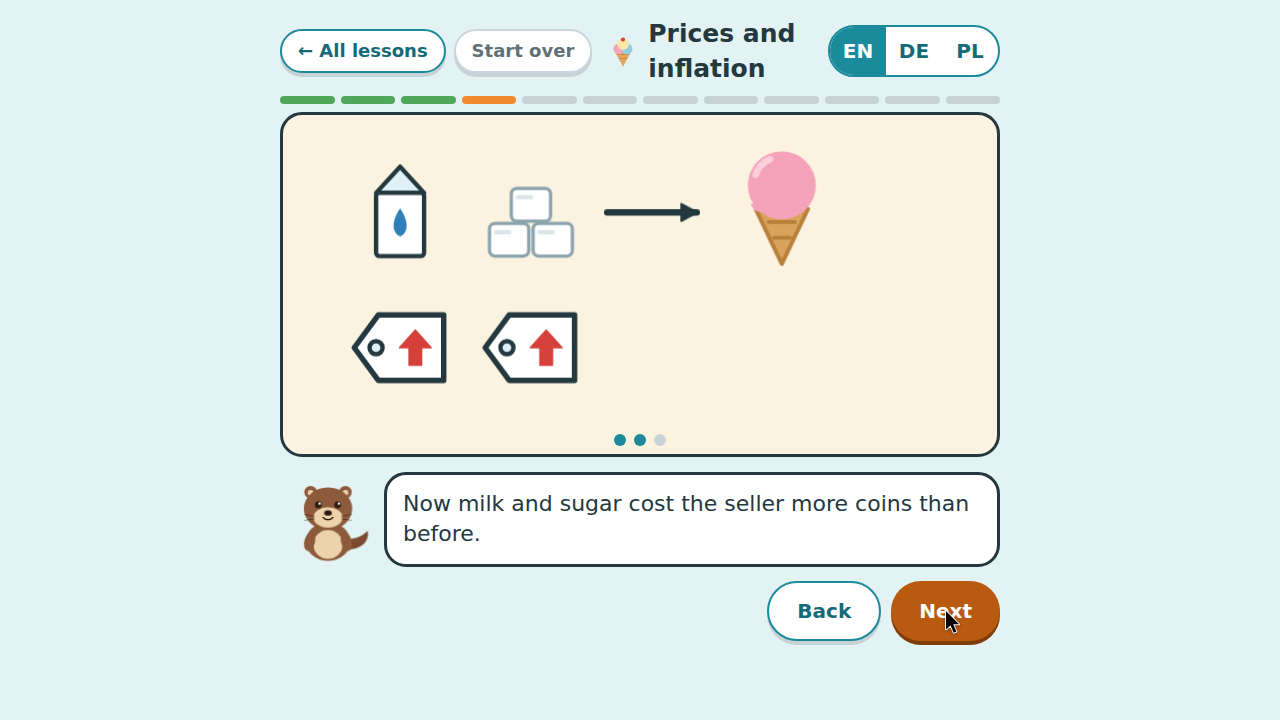 ← All lessons
Start over
Prices and
inflation
EN DE PL
Now milk and sugar cost the seller more coins than
before.
Back
Next